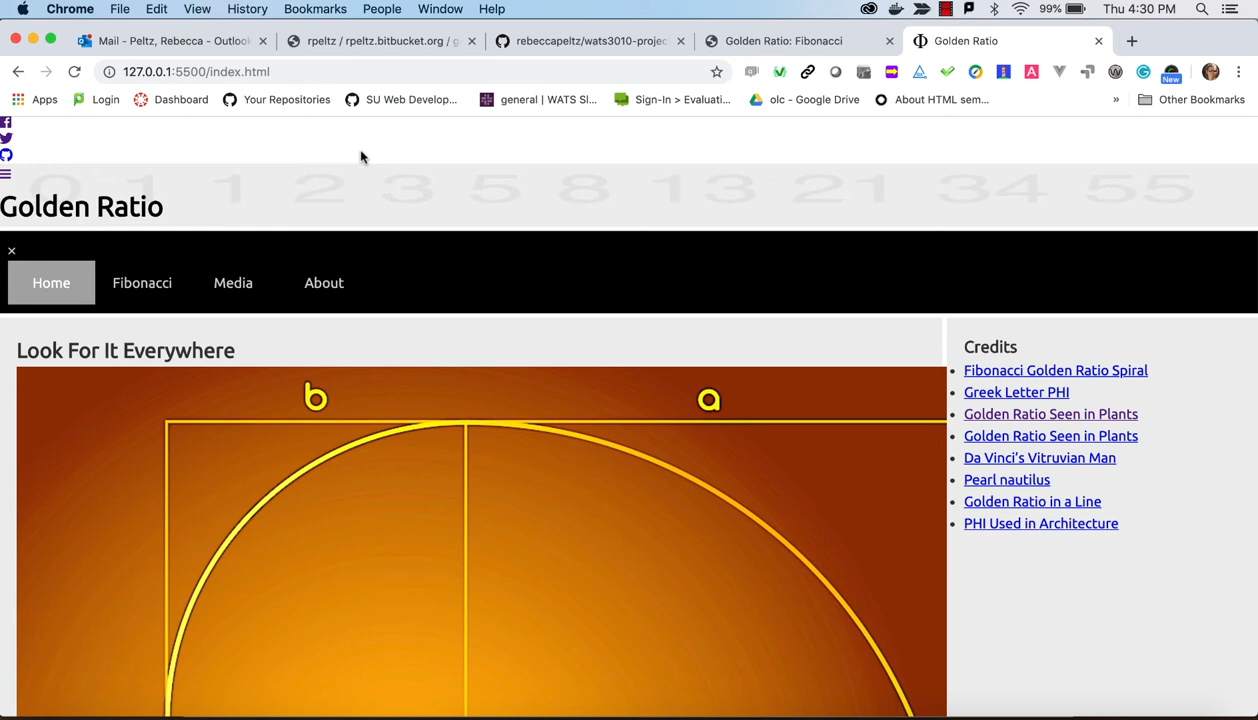 Chrome File Edit View History Bookmarks People Window Help 99% Thu 4:30 PM
Mail - Peltz, Rebecca - Outlook rpeltz / rpeltz.bitbucket.org / g rebeccapeltz/wats3010-projec Golden Ratio: Fibonacci Golden Ratio
127.0.0.1:5500/index.html New
Apps Login Dashboard Your Repositories SU Web Develop... general | WATS Sl... Sign-In > Evaluati... olc - Google Drive About HTML sem... » Other Bookmarks
0 1 1 2 3 5 8 13 21 34 55
Golden Ratio
×
Home Fibonacci Media About
Look For It Everywhere
b a
Credits
Fibonacci Golden Ratio Spiral
Greek Letter PHI
Golden Ratio Seen in Plants
Golden Ratio Seen in Plants
Da Vinci’s Vitruvian Man
Pearl nautilus
Golden Ratio in a Line
PHI Used in Architecture